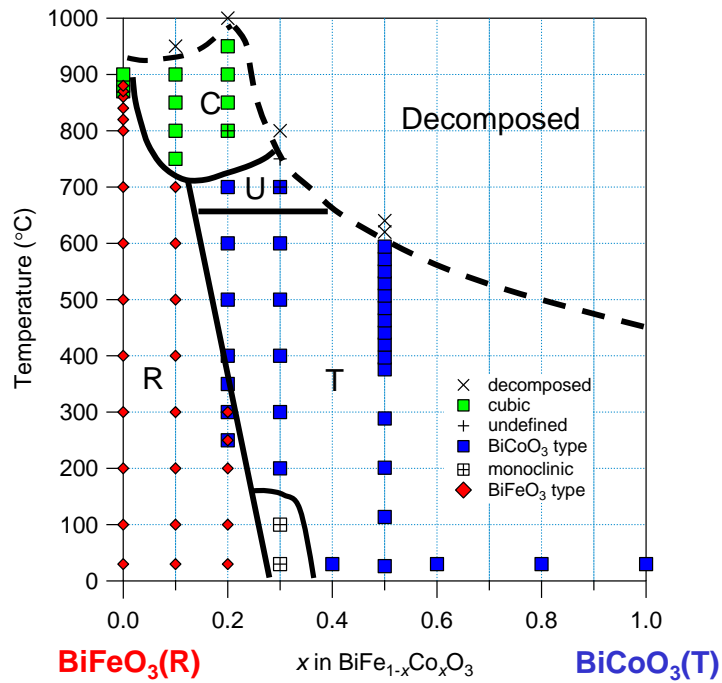 1000
900
800
700
600
500
400
300
200
100
0
Temperature (°C)
C
Decomposed
U
R
T
decomposed
cubic
undefined
BiCoO₃ type
monoclinic
BiFeO₃ type
0.0 0.2 0.4 0.6 0.8 1.0
BiFeO₃(R) x in BiFe₁₋ₓCoₓO₃ BiCoO₃(T)